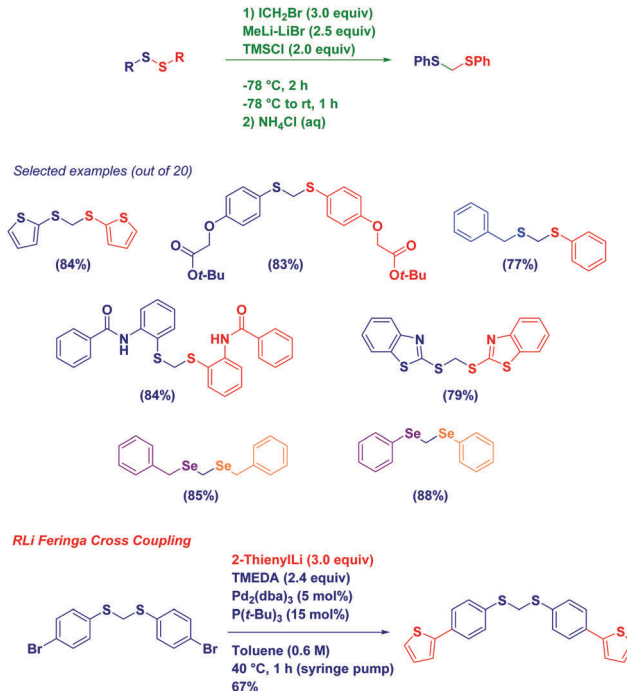 1) ICH2Br (3.0 equiv)
MeLi-LiBr (2.5 equiv)
TMSCl (2.0 equiv)
R S S R
PhS SPh
-78 °C, 2 h
-78 °C to rt, 1 h
2) NH4Cl (aq)
Selected examples (out of 20)
S S S S
(84%)
S S
O O
O O
Ot-Bu Ot-Bu
(83%)
S S
(77%)
O O
N H NH
S S
(84%)
N N
S S S S
(79%)
Se Se
(85%)
Se Se
(88%)
RLi Feringa Cross Coupling
2-ThienylLi (3.0 equiv)
TMEDA (2.4 equiv)
Pd2(dba)3 (5 mol%)
P(t-Bu)3 (15 mol%)
S S
Br Br
S S
S S
Toluene (0.6 M)
40 °C, 1 h (syringe pump)
67%